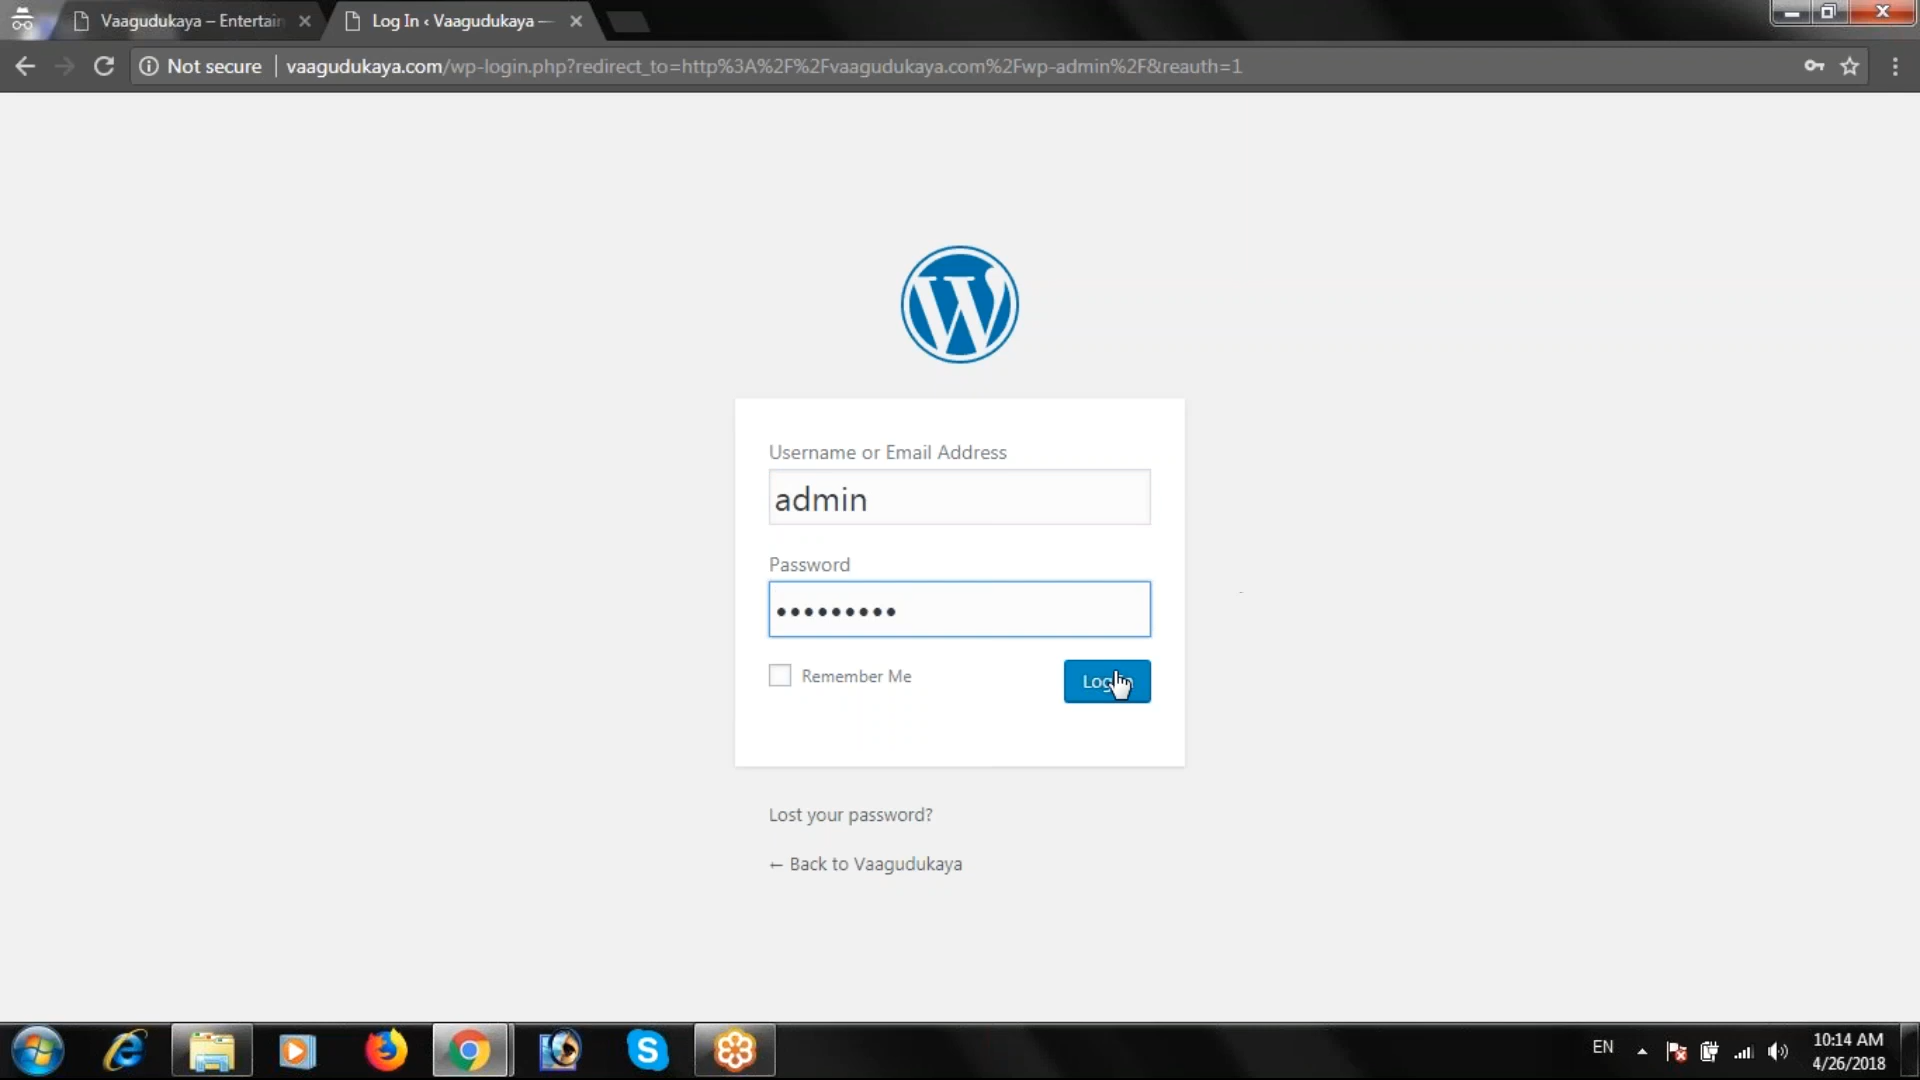 Vaagudukaya – Entertain
Log In ‹ Vaagudukaya —
Not secure
vaagudukaya.com/wp-login.php?redirect_to=http%3A%2F%2Fvaagudukaya.com%2Fwp-admin%2F&reauth=1
Username or Email Address
admin
Password
Remember Me
Log In
Lost your password?
← Back to Vaagudukaya
EN
10:14 AM
4/26/2018